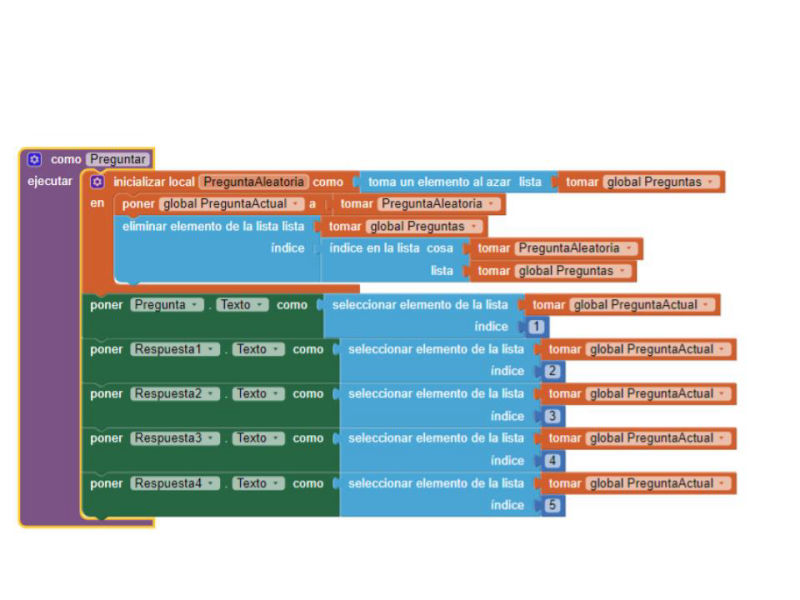 como Preguntar
ejecutar inicializar local PreguntaAleatoria como toma un elemento al azar lista tomar global Preguntas
en poner global PreguntaActual a tomar PreguntaAleatoria
eliminar elemento de la lista lista tomar global Preguntas
índice índice en la lista cosa tomar PreguntaAleatoria
lista tomar global Preguntas
poner Pregunta . Texto como seleccionar elemento de la lista tomar global PreguntaActual
índice 1
poner Respuesta1 . Texto como seleccionar elemento de la lista tomar global PreguntaActual
índice 2
poner Respuesta2 . Texto como seleccionar elemento de la lista tomar global PreguntaActual
índice 3
poner Respuesta3 . Texto como seleccionar elemento de la lista tomar global PreguntaActual
índice 4
poner Respuesta4 . Texto como seleccionar elemento de la lista tomar global PreguntaActual
índice 5